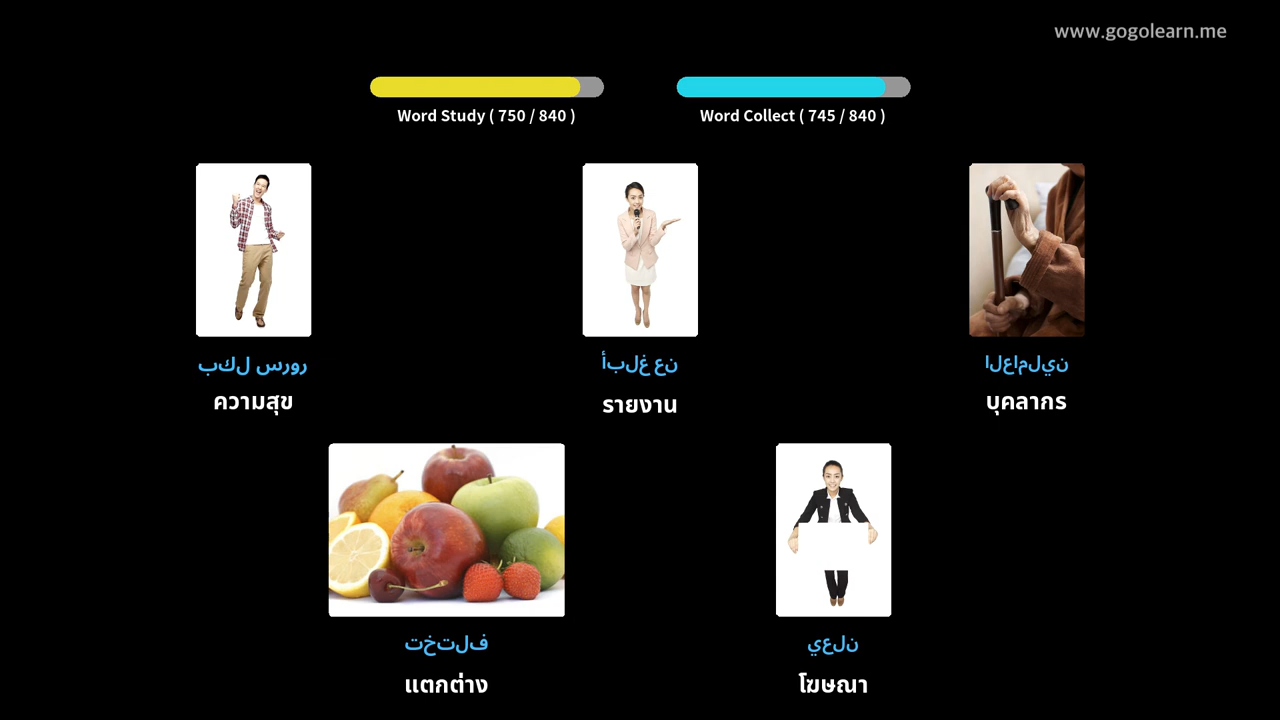 www.gogolearn.me
Word Study ( 750 / 840 )
Word Collect ( 745 / 840 )
بكل سرور
ความสุข
أبلغ عن
รายงาน
العاملين
บุคลากร
تختلف
แตกต่าง
يعلن
โฆษณา